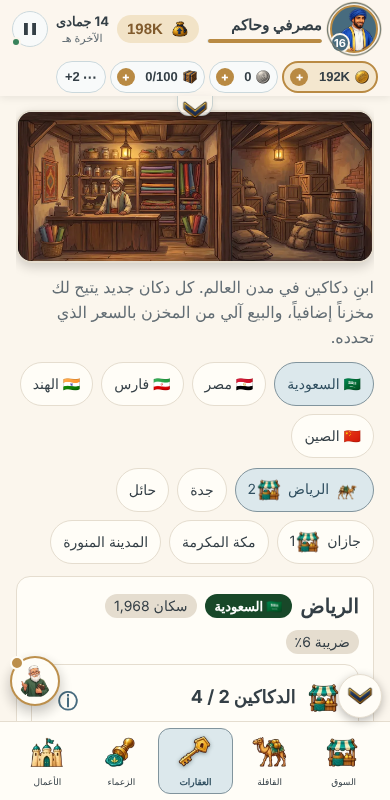 مصرفي وحاكم
16
198K
14 جمادى
الآخرة هـ
192K
0
0/100
+2 ···
ابنِ دكاكين في مدن العالم. كل دكان جديد يتيح لك
مخزناً إضافياً، والبيع آلي من المخزن بالسعر الذي
تحدده.
السعودية
مصر
فارس
الهند
الصين
الرياض 2
جدة
حائل
جازان 1
مكة المكرمة
المدينة المنورة
الرياض
السعودية
سكان 1,968
ضريبة 6٪
الدكاكين 2 / 4
السوق
القافلة
العقارات
الزعماء
الأعمال